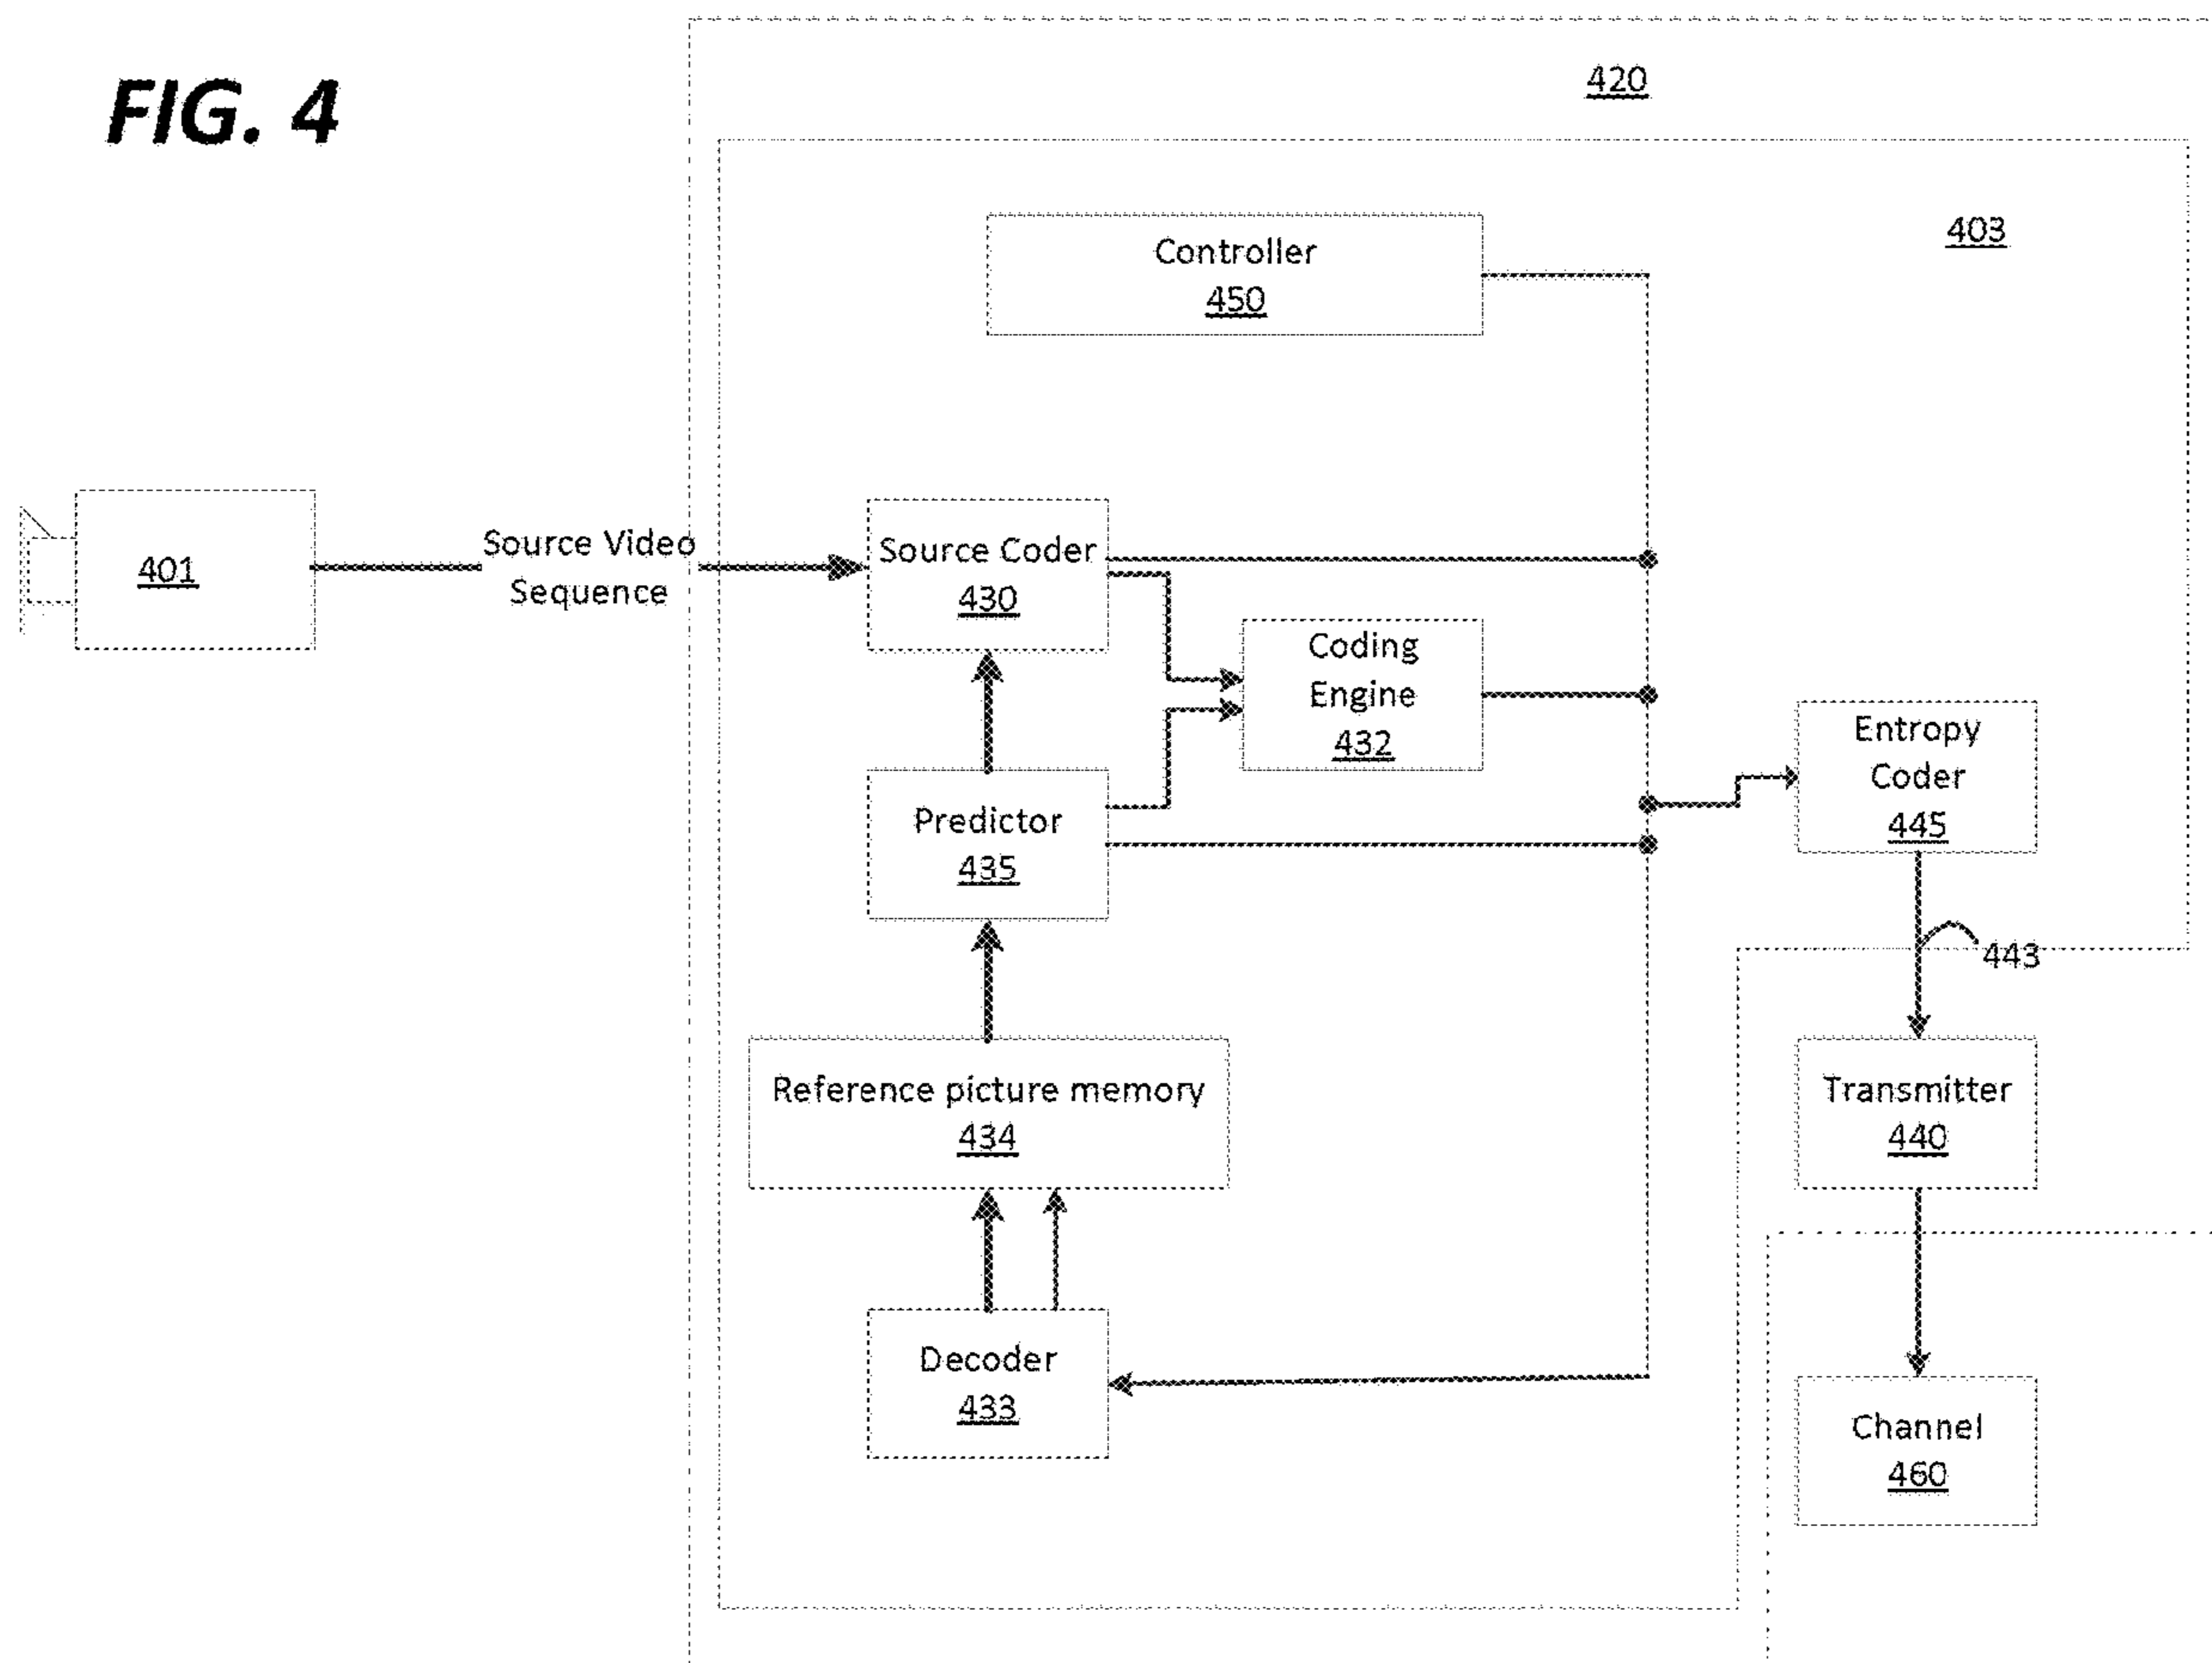 FIG. 4
420
403
Controller
450
401
Source Video
Sequence
Source Coder
430
Coding
Engine
432
Entropy
Coder
445
Predictor
435
443
Reference picture memory
434
Transmitter
440
Decoder
433
Channel
460